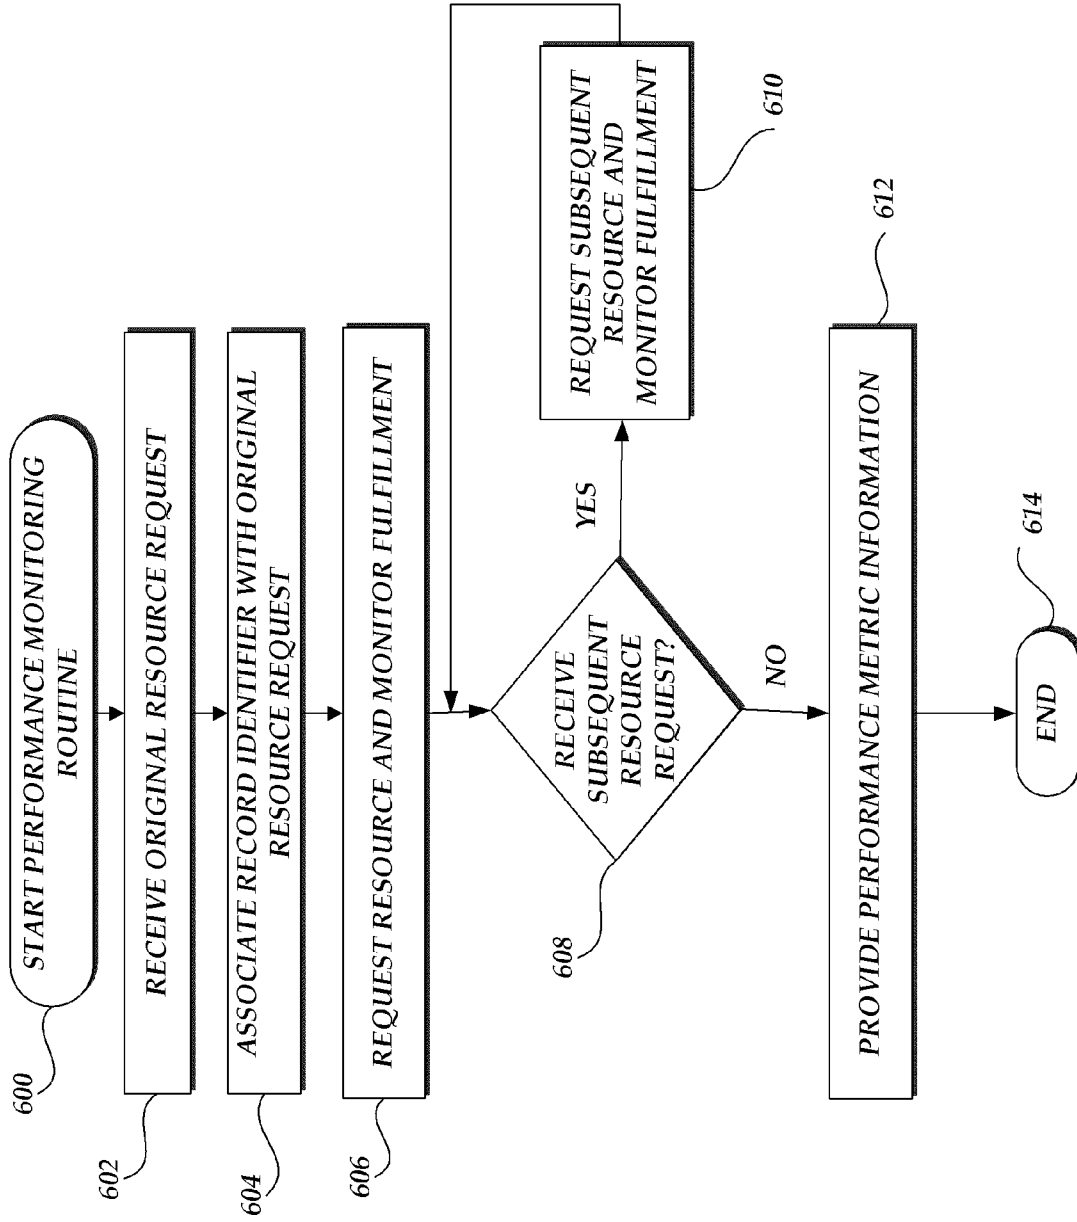 600
START PERFORMANCE MONITORING
ROUTINE
602
RECEIVE ORIGINAL RESOURCE REQUEST
604
ASSOCIATE RECORD IDENTIFIER WITH ORIGINAL
RESOURCE REQUEST
606
REQUEST RESOURCE AND MONITOR FULFILLMENT
608
RECEIVE
SUBSEQUENT
RESOURCE
REQUEST?
YES
REQUEST SUBSEQUENT
RESOURCE AND
MONITOR FULFILLMENT
610
NO
PROVIDE PERFORMANCE METRIC INFORMATION
612
END
614